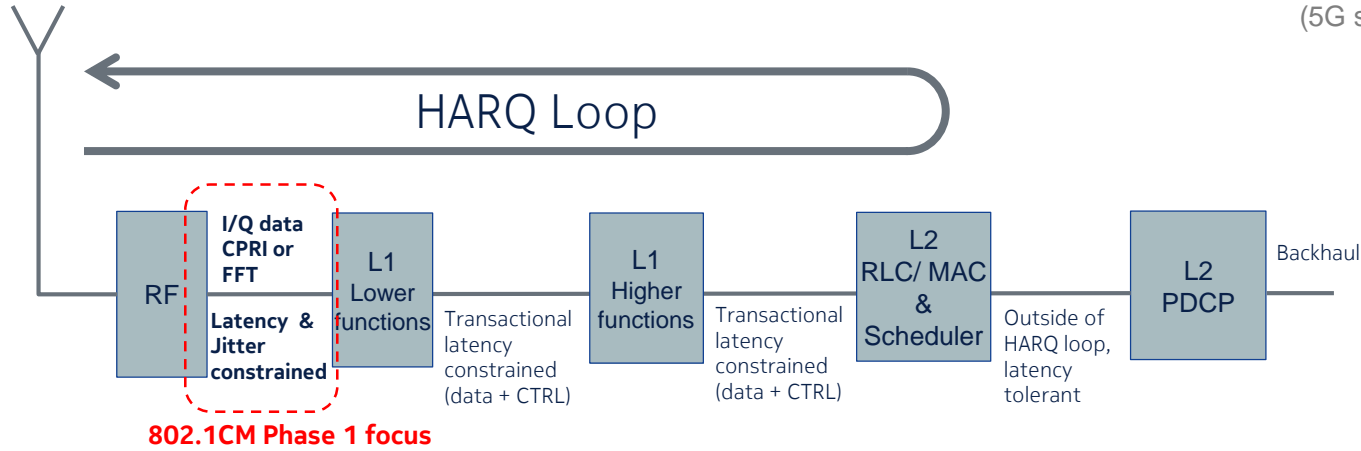 (5G s
HARQ Loop
RF
I/Q data
CPRI or
FFT
Latency &
Jitter
constrained
L1
Lower
functions
Transactional
latency
constrained
(data + CTRL)
L1
Higher
functions
Transactional
latency
constrained
(data + CTRL)
L2
RLC/ MAC
&
Scheduler
Outside of
HARQ loop,
latency
tolerant
L2
PDCP
Backhaul
802.1CM Phase 1 focus